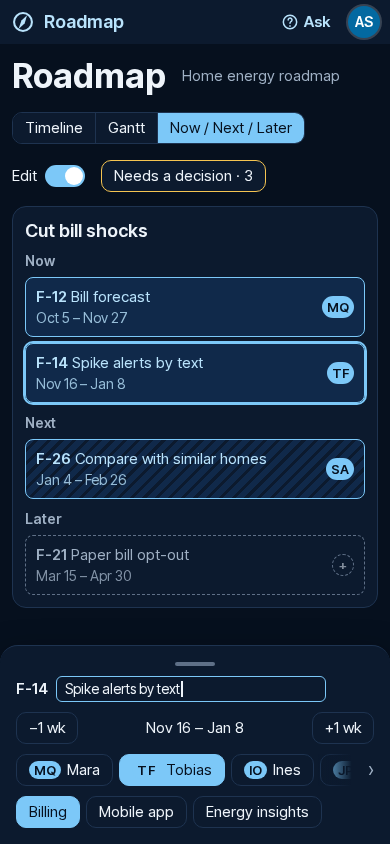 Roadmap
? Ask
AS
Roadmap Home energy roadmap
Timeline Gantt Now / Next / Later
Edit Needs a decision · 3
Cut bill shocks
Now
F-12 Bill forecast
Oct 5 – Nov 27
MQ
F-14 Spike alerts by text
Nov 16 – Jan 8
TF
Next
F-26 Compare with similar homes
Jan 4 – Feb 26
SA
Later
F-21 Paper bill opt-out
Mar 15 – Apr 30
+
F-14 Spike alerts by text
−1 wk Nov 16 – Jan 8 +1 wk
MQ Mara TF Tobias IO Ines ›
Billing Mobile app Energy insights